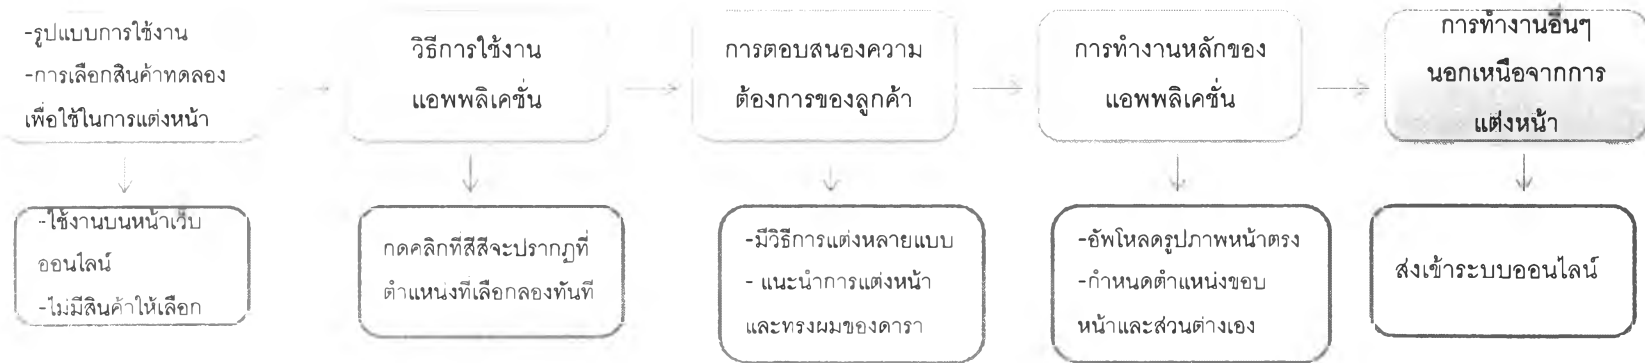 -รูปแบบการใช้งาน
-การเลือกสินค้าทดลอง
เพื่อใช้ในการแต่งหน้า
วิธีการใช้งาน
แอพพลิเคชั่น
การตอบสนองความ
ต้องการของลูกค้า
การทำงานหลักของ
แอพพลิเคชั่น
การทำงานอื่นๆ
นอกเหนือจากการ
แต่งหน้า
-ใช้งานบนหน้าเว็บ
ออนไลน์
-ไม่มีสินค้าให้เลือก
กดคลิกที่สีสีจะปรากฏที่
ตำแหน่งที่เลือกลองทันที
-มีวิธีการแต่งหลายแบบ
- แนะนำการแต่งหน้า
และทรงผมของดารา
-อัพโหลดรูปภาพหน้าตรง
-กำหนดตำแหน่งขอบ
หน้าและส่วนต่างเอง
ส่งเข้าระบบออนไลน์